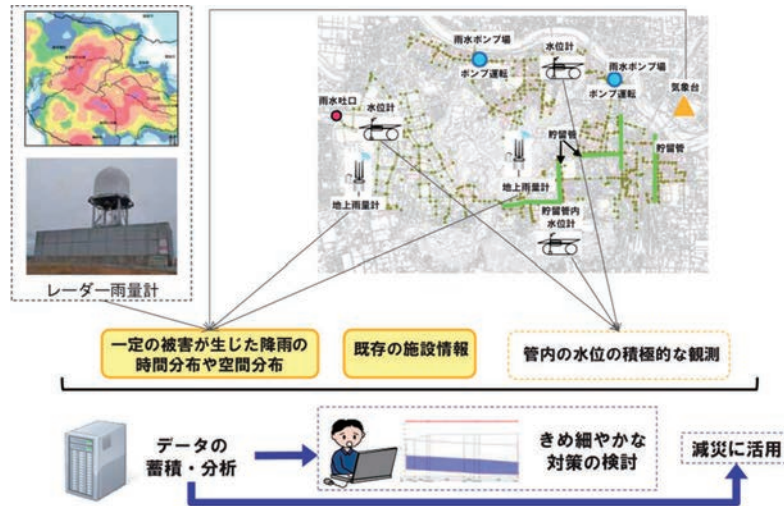 雨水ポンプ場
水位計
雨水ポンプ場
ポンプ運転
ポンプ運転
気象台
雨水吐口
水位計
貯留管
貯留管
地上雨量計
地上雨量計
貯留管内
水位計
レーダー雨量計
一定の被害が生じた降雨の
時間分布や空間分布
既存の施設情報
管内の水位の積極的な観測
データの
蓄積・分析
きめ細やかな
対策の検討
減災に活用